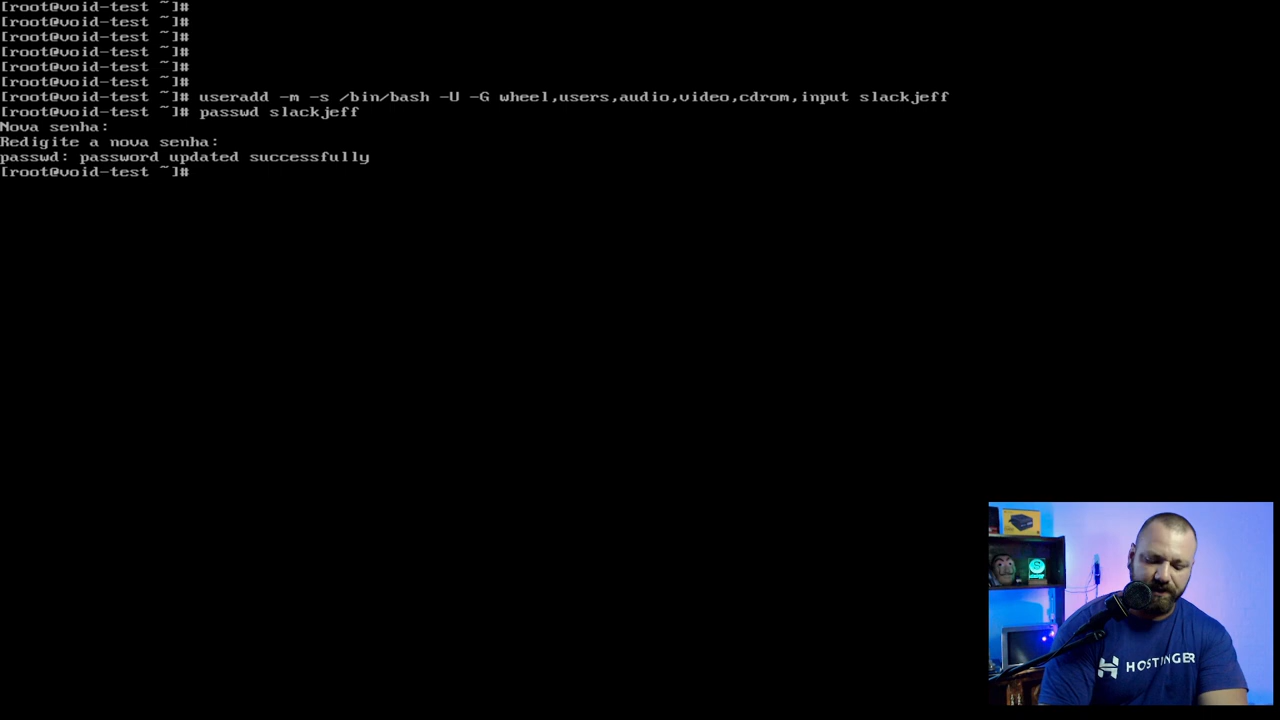 [root@void-test ~]#
[root@void-test ~]#
[root@void-test ~]#
[root@void-test ~]#
[root@void-test ~]#
[root@void-test ~]#
[root@void-test ~]# useradd -m -s /bin/bash -U -G wheel,users,audio,video,cdrom,input slackjeff
[root@void-test ~]# passwd slackjeff
Nova senha:
Redigite a nova senha:
passwd: password updated successfully
[root@void-test ~]#
HOSTINGER